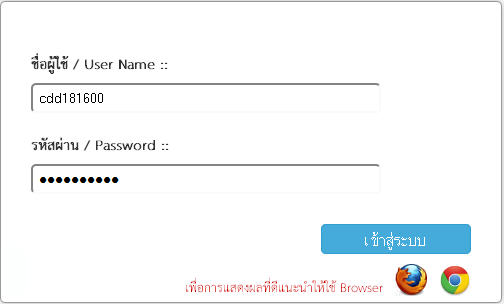 ชื่อผู้ใช้ / User Name ::
cdd181600
รหัสผ่าน / Password ::
●●●●●●●●●●
เข้าสู่ระบบ
เพื่อการแสดงผลที่ดีแนะนำให้ใช้ Browser